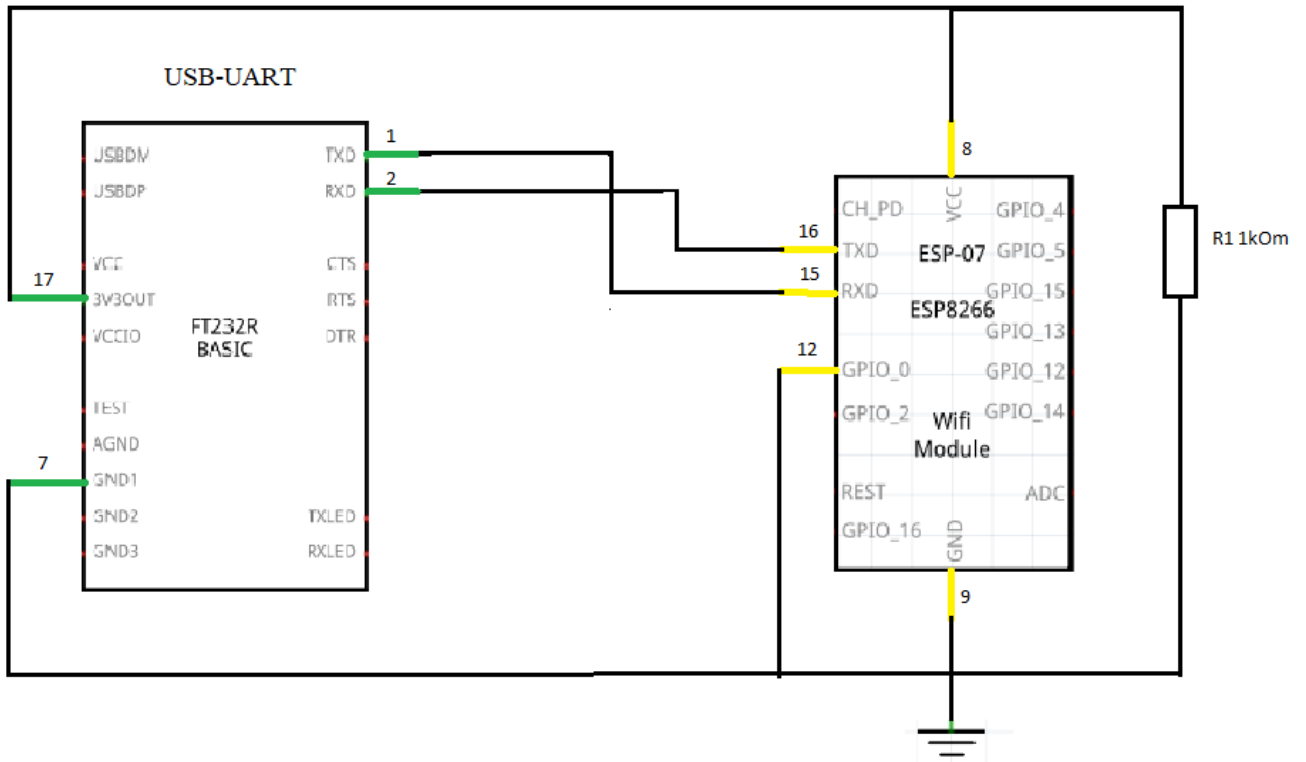 USB-UART
USBDM
TXD
1
USBDP
RXD
2
VCC
CTS
17
3V3OUT
RTS
VCCIO
DTR
FT232R
BASIC
TEST
AGND
7
GND1
GND2
TXLED
GND3
RXLED
8
VCC
CH_PD
GPIO_4
16
TXD
ESP-07
GPIO_5
15
RXD
GPIO_15
ESP8266
GPIO_13
12
GPIO_0
GPIO_12
GPIO_2
GPIO_14
Wifi
Module
REST
ADC
GPIO_16
GND
9
R1 1kOm